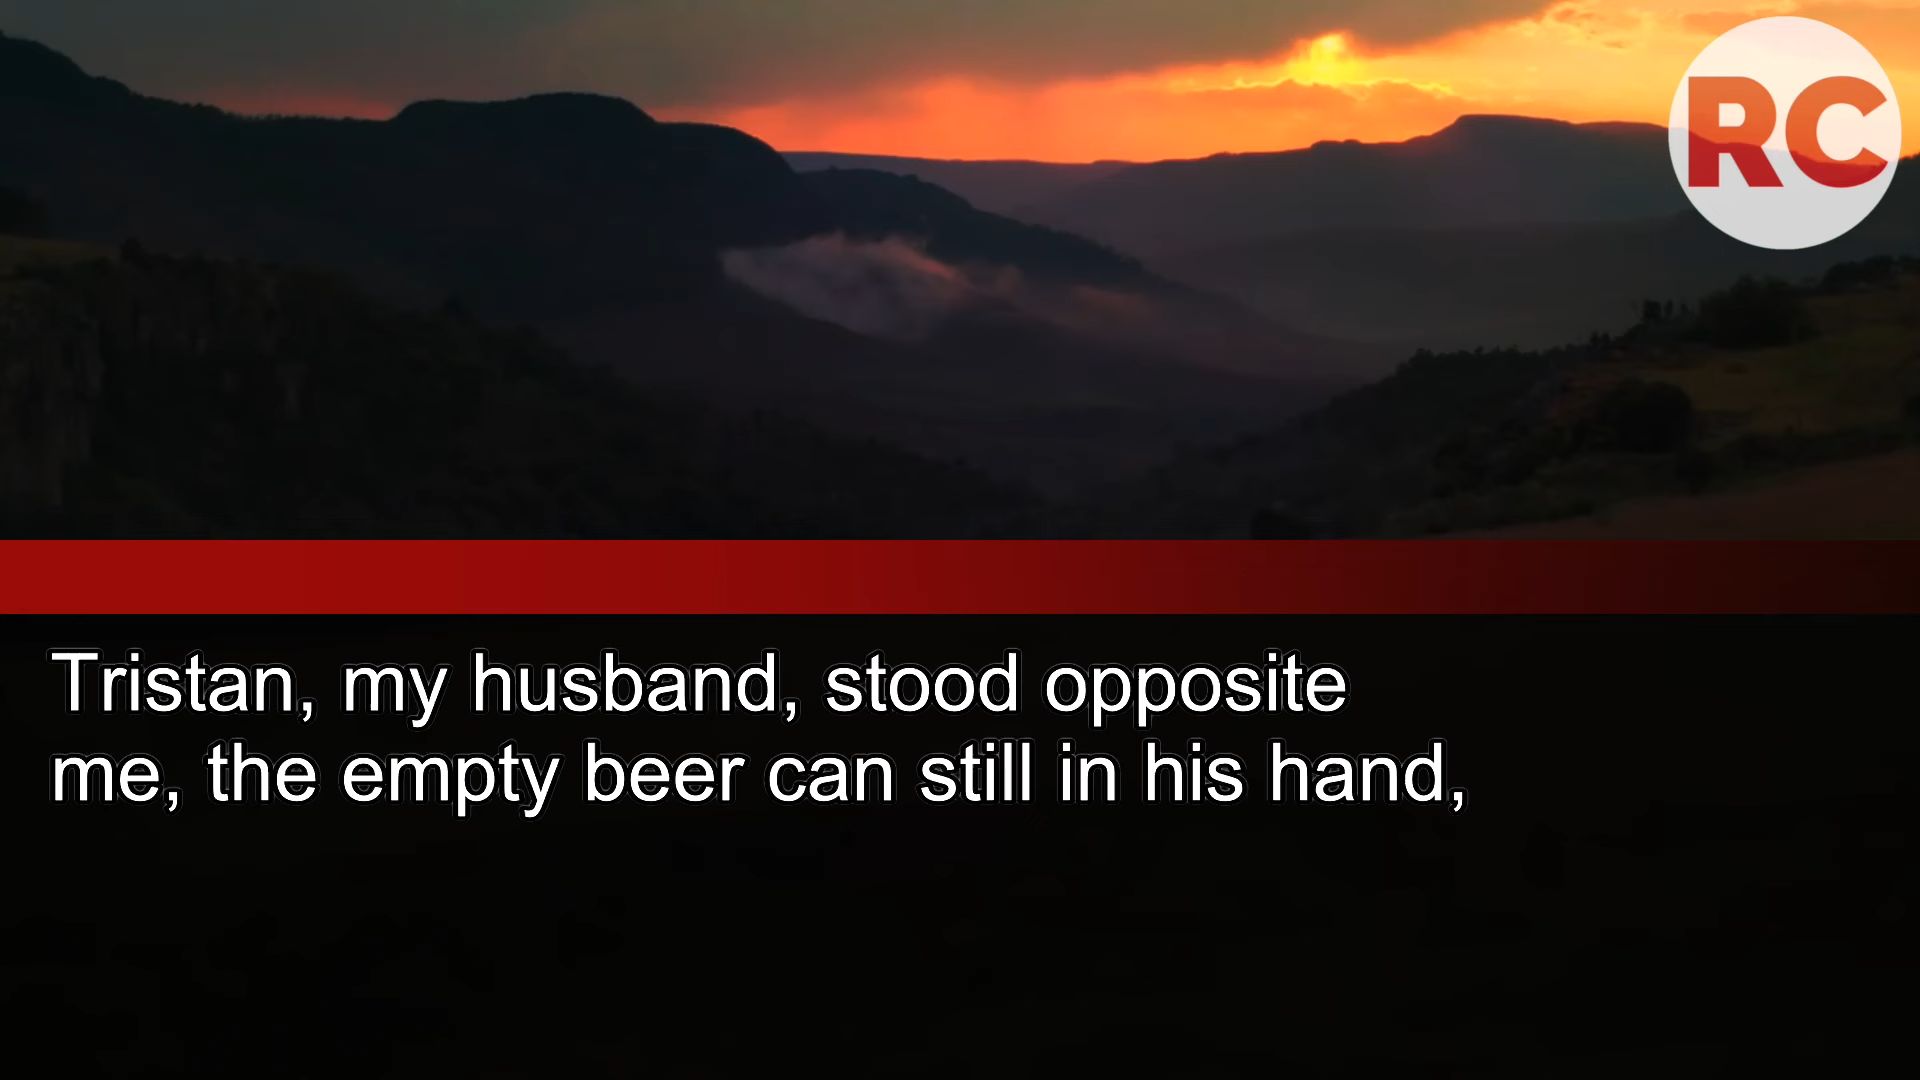 RC
Tristan, my husband, stood opposite
me, the empty beer can still in his hand,